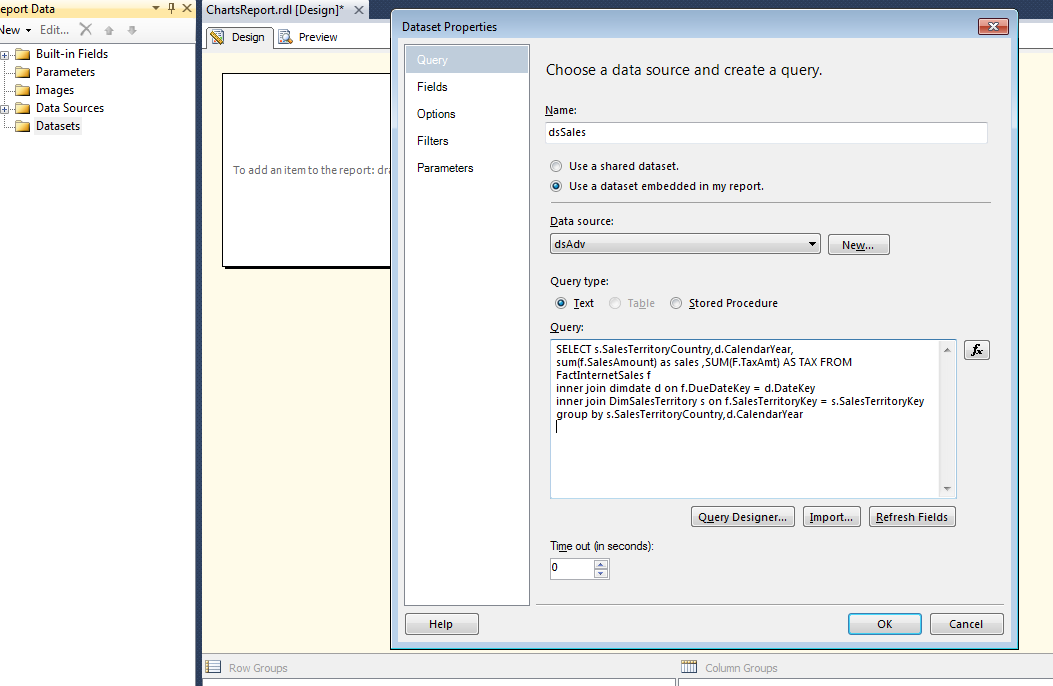 eport Data
New
Edit...
Built-in Fields
Parameters
Images
Data Sources
Datasets
ChartsReport.rdl [Design]*
Design
Preview
To add an item to the report: dra
Row Groups
Column Groups
Dataset Properties
Query
Fields
Options
Filters
Parameters
Choose a data source and create a query.
Name:
dsSales
Use a shared dataset.
Use a dataset embedded in my report.
Data source:
dsAdv
New...
Query type:
Text
Table
Stored Procedure
Query:
SELECT s.SalesTerritoryCountry,d.CalendarYear,
sum(f.SalesAmount) as sales ,SUM(F.TaxAmt) AS TAX FROM
FactInternetSales f
inner join dimdate d on f.DueDateKey = d.DateKey
inner join DimSalesTerritory s on f.SalesTerritoryKey = s.SalesTerritoryKey
group by s.SalesTerritoryCountry,d.CalendarYear
fx
Query Designer...
Import...
Refresh Fields
Time out (in seconds):
0
Help
OK
Cancel